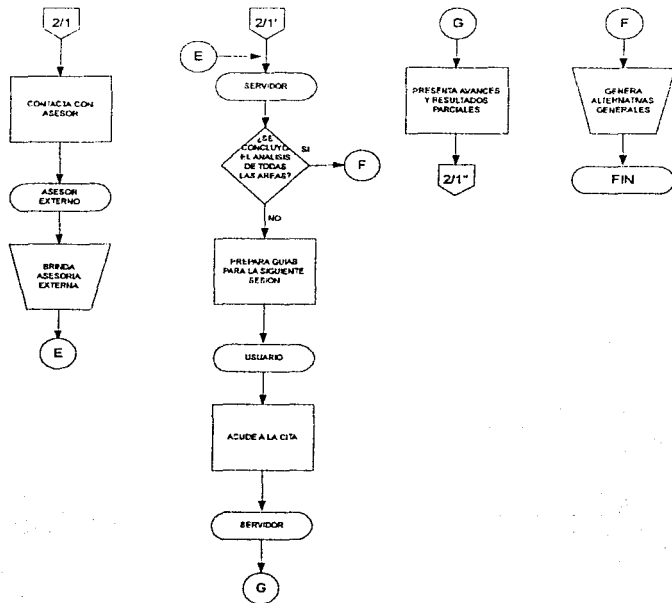 2/1
CONTACTA CON
ASESOR
ASESOR
EXTERNO
BRINDA
ASESORIA
EXTERNA
E
2/1'
E
SERVIDOR
¿SE
CONCLUYO
EL ANALISIS
DE TODAS
LAS AREAS?
SI
F
NO
PREPARA GUIAS
PARA LA SIGUIENTE
SESION
USUARIO
ACUDE A LA CITA
SERVIDOR
G
G
PRESENTA AVANCES
Y RESULTADOS
PARCIALES
2/1"
F
GENERA
ALTERNATIVAS
GENERALES
FIN